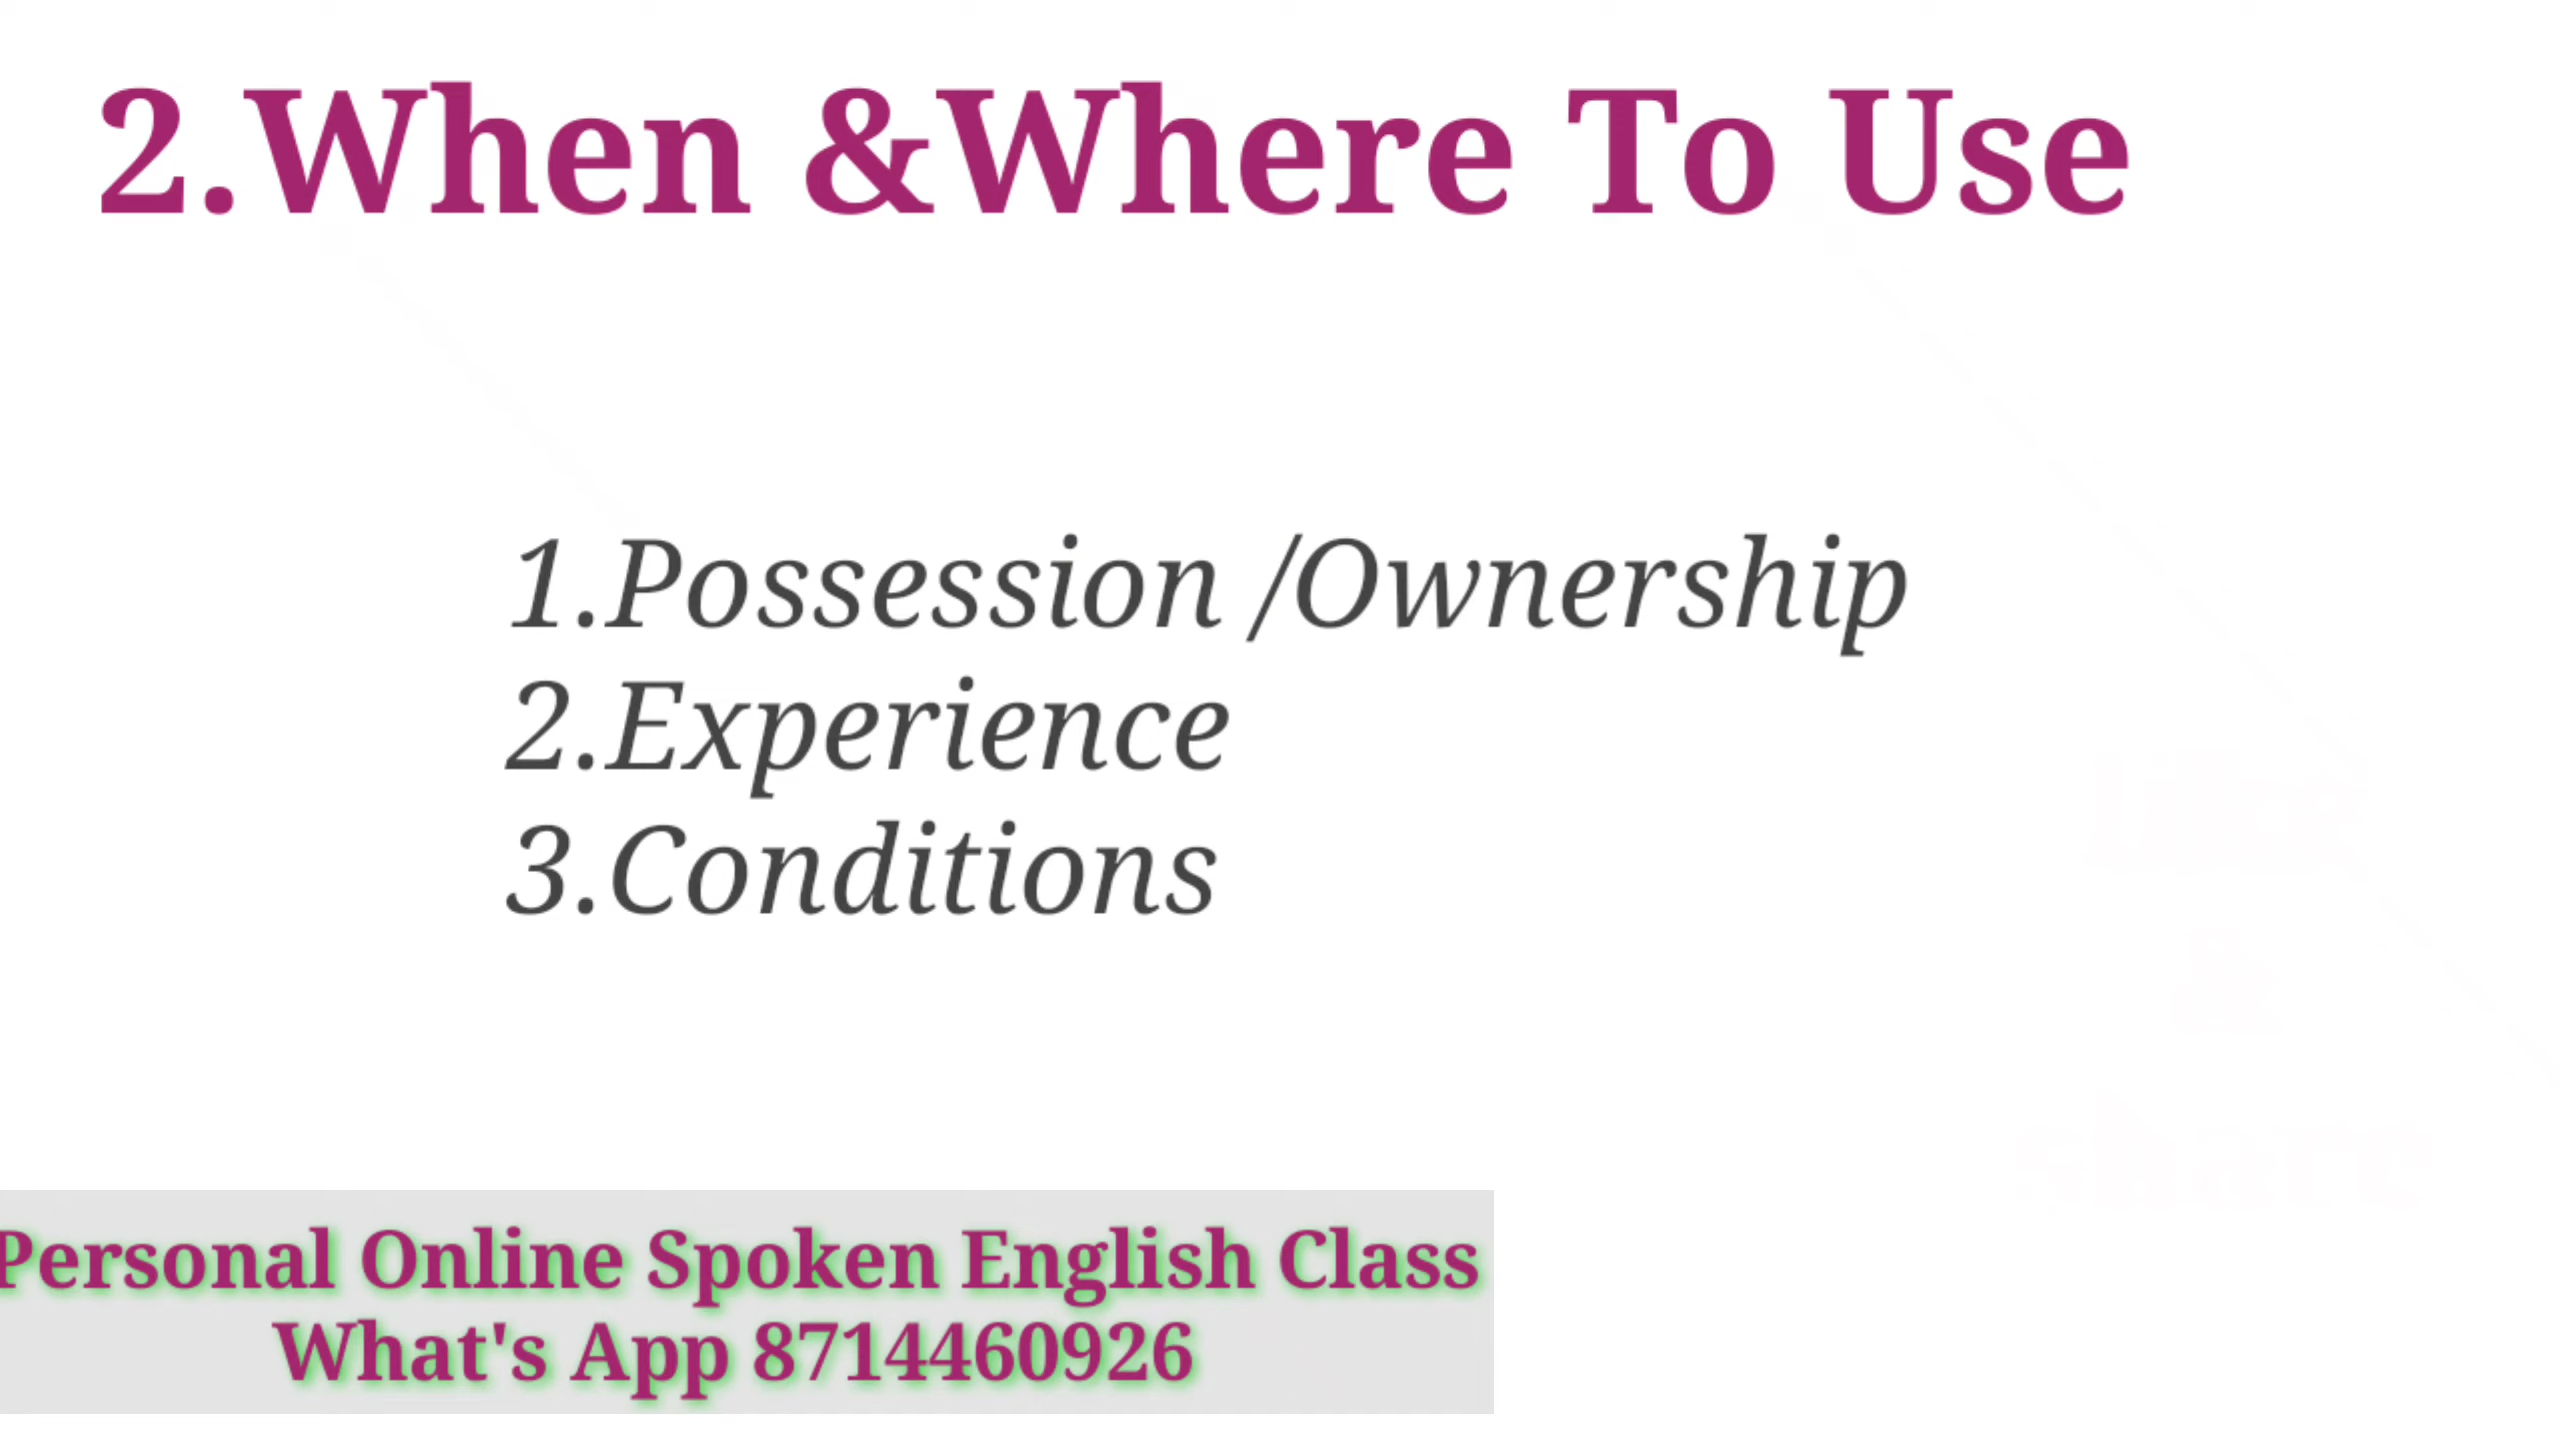 2.When &Where To Use
1.Possession /Ownership
2.Experience
3.Conditions
Personal Online Spoken English Class
What's App 8714460926